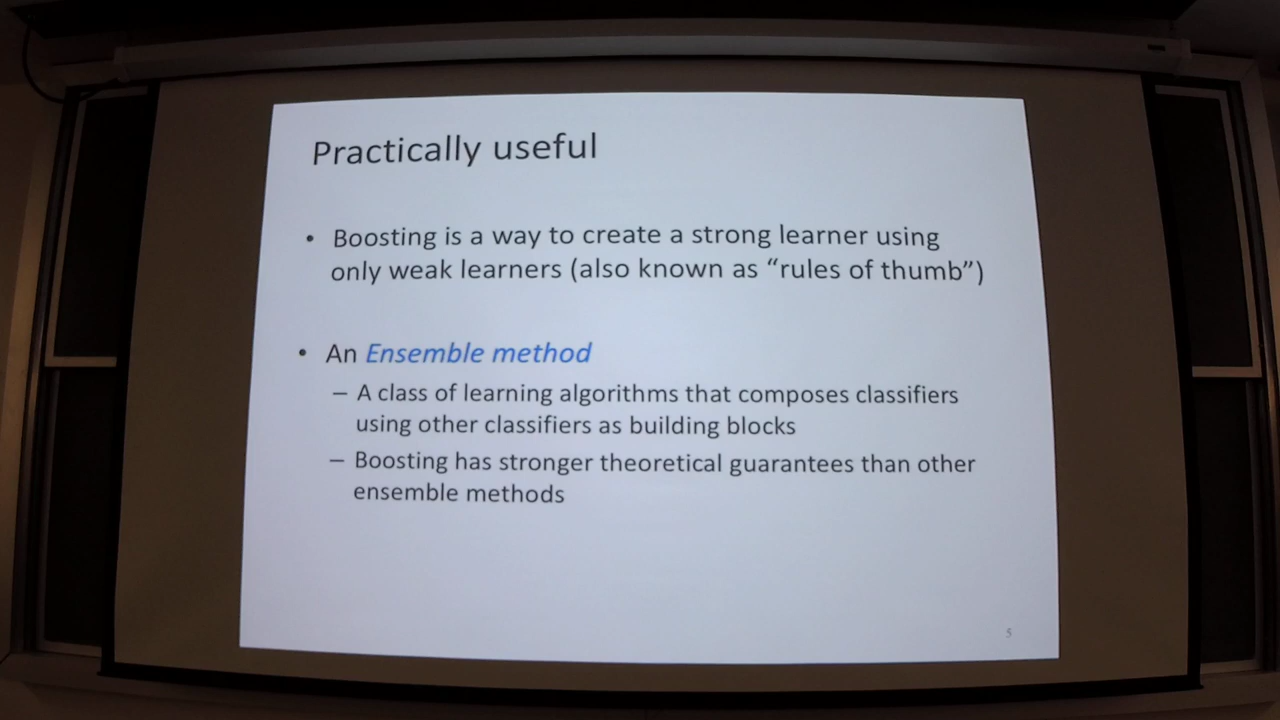 Practically useful
• Boosting is a way to create a strong learner using
only weak learners (also known as “rules of thumb”)
• An Ensemble method
– A class of learning algorithms that composes classifiers
using other classifiers as building blocks
– Boosting has stronger theoretical guarantees than other
ensemble methods
5